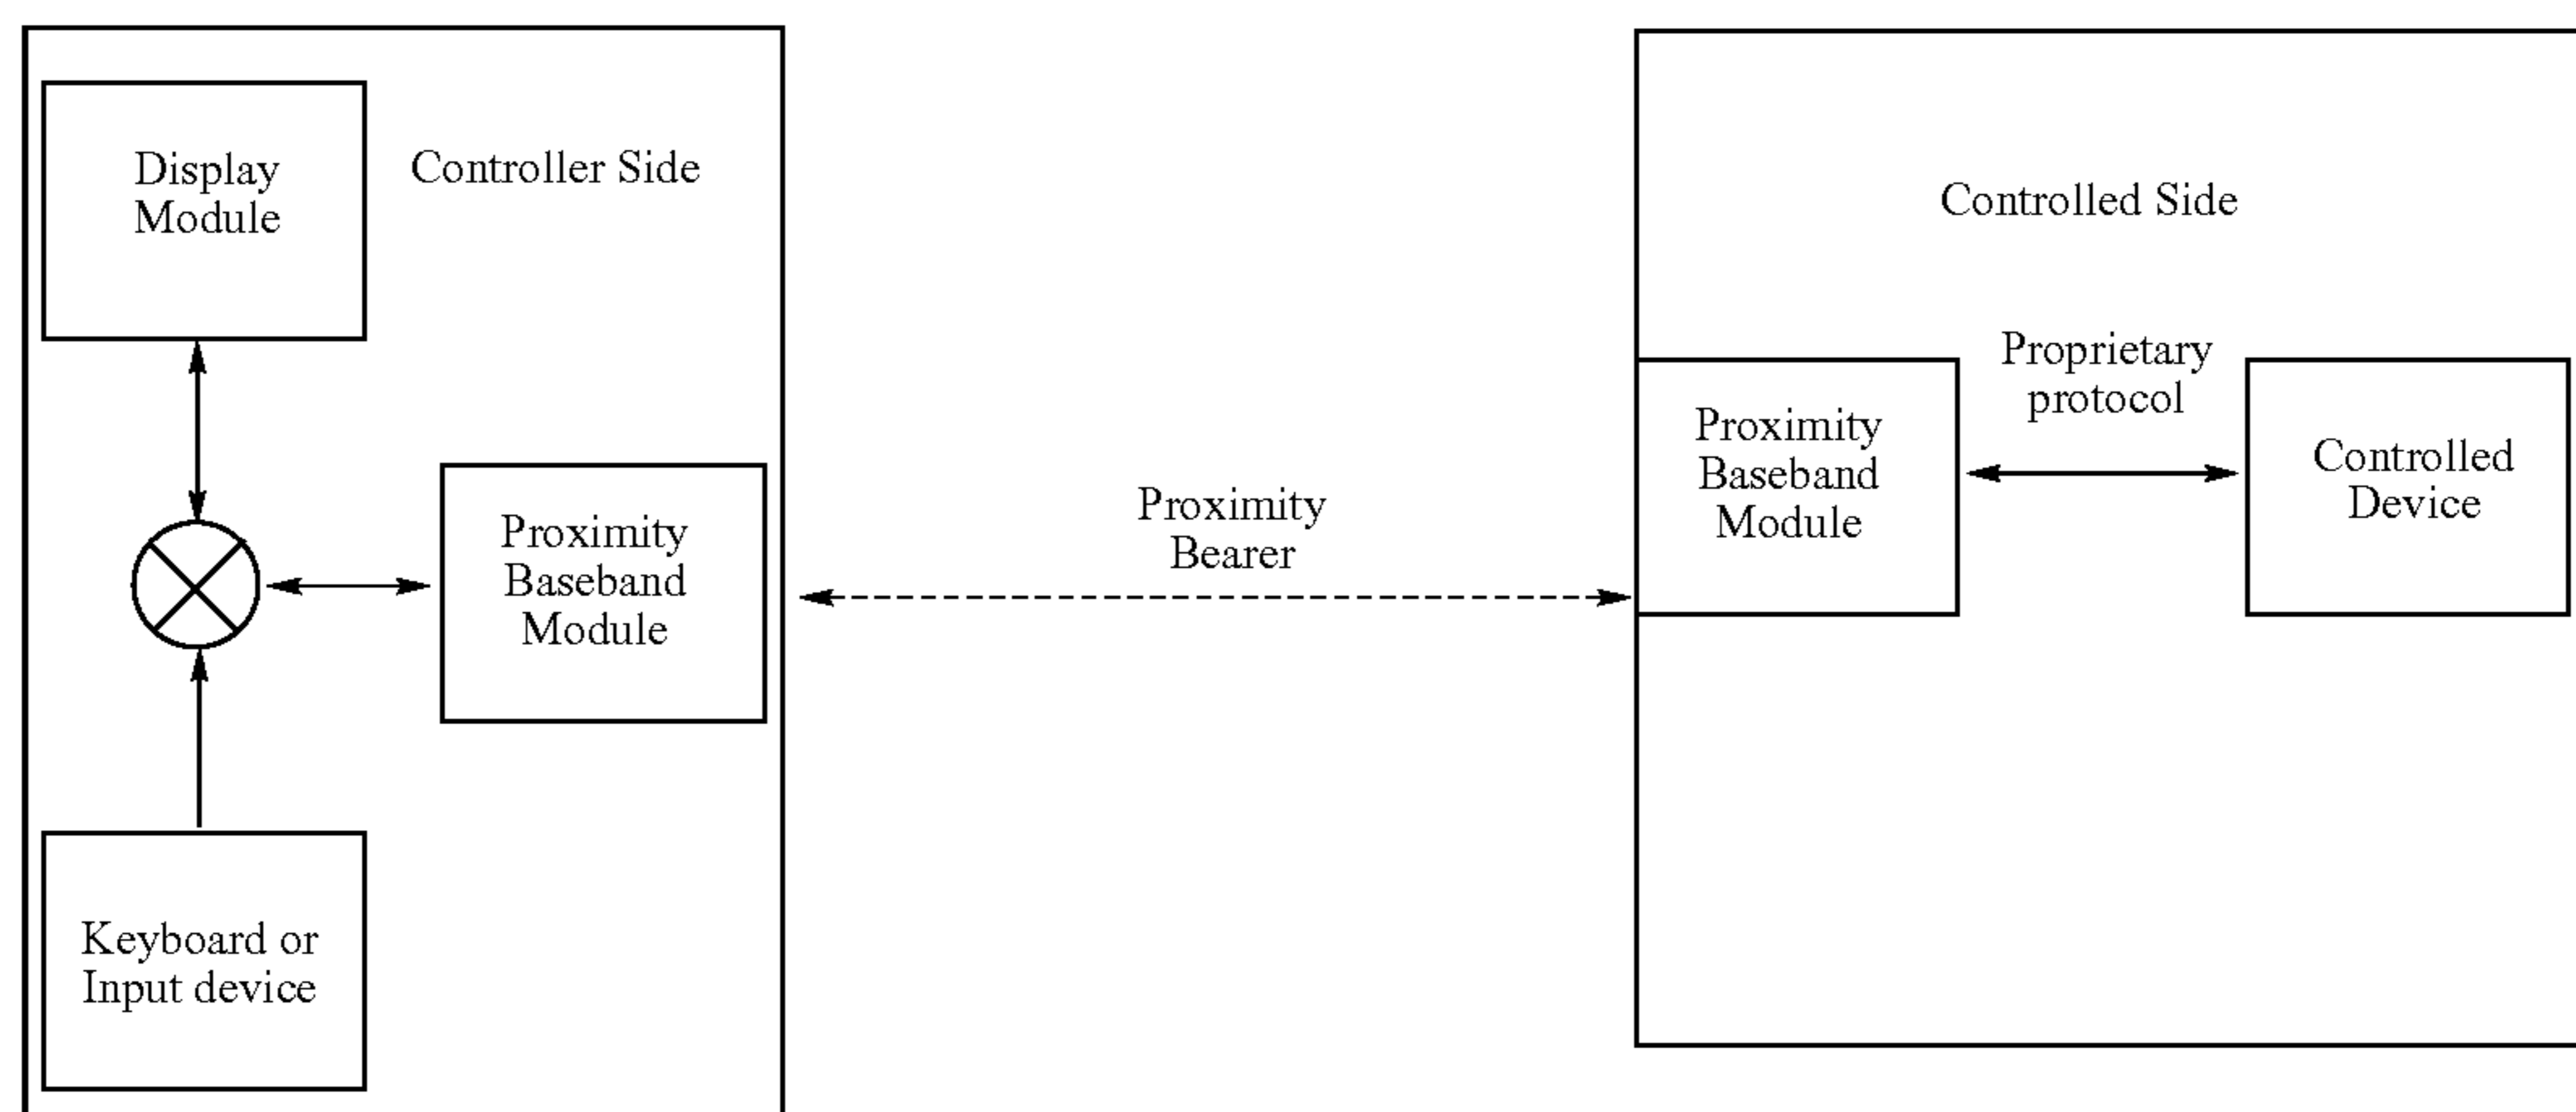 Display
Module
Controller Side
Proximity
Baseband
Module
Keyboard or
Input device
Proximity
Bearer
Controlled Side
Proximity
Baseband
Module
Proprietary
protocol
Controlled
Device